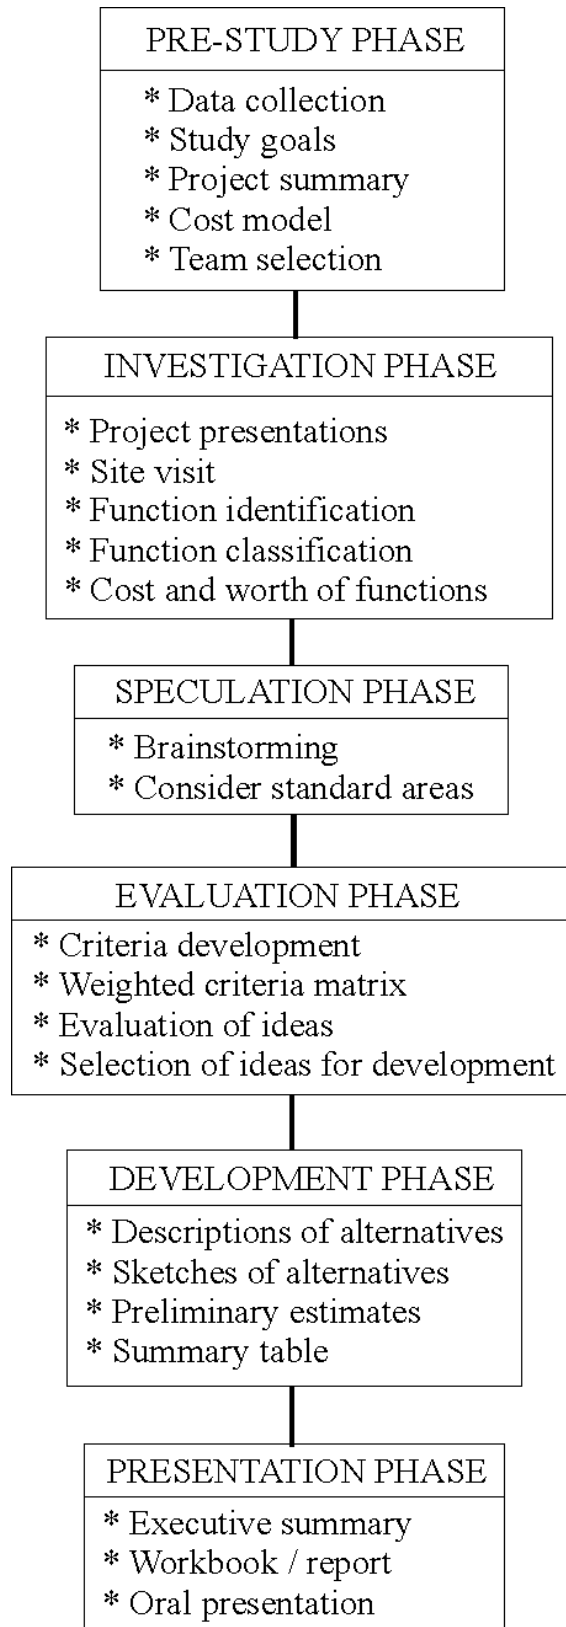 PRE-STUDY PHASE
* Data collection
* Study goals
* Project summary
* Cost model
* Team selection
INVESTIGATION PHASE
* Project presentations
* Site visit
* Function identification
* Function classification
* Cost and worth of functions
SPECULATION PHASE
* Brainstorming
* Consider standard areas
EVALUATION PHASE
* Criteria development
* Weighted criteria matrix
* Evaluation of ideas
* Selection of ideas for development
DEVELOPMENT PHASE
* Descriptions of alternatives
* Sketches of alternatives
* Preliminary estimates
* Summary table
PRESENTATION PHASE
* Executive summary
* Workbook / report
* Oral presentation